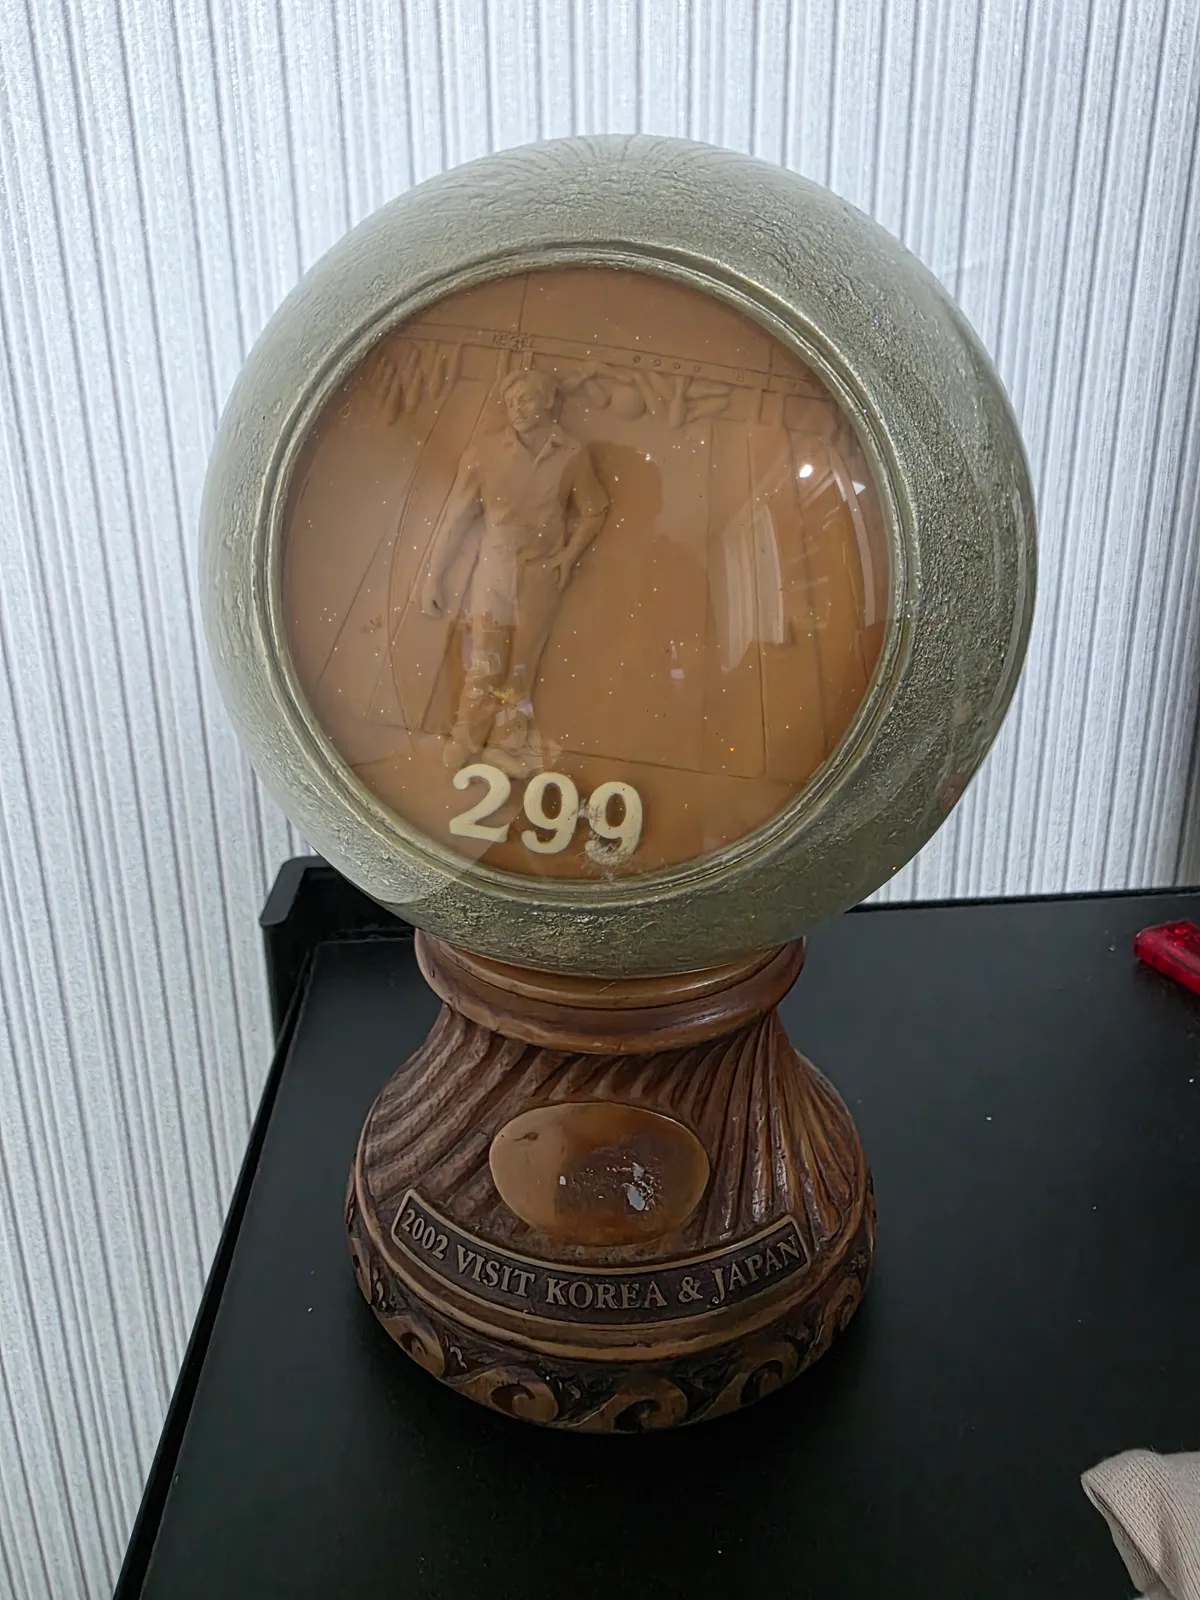 299
2002 VISIT KOREA & JAPAN